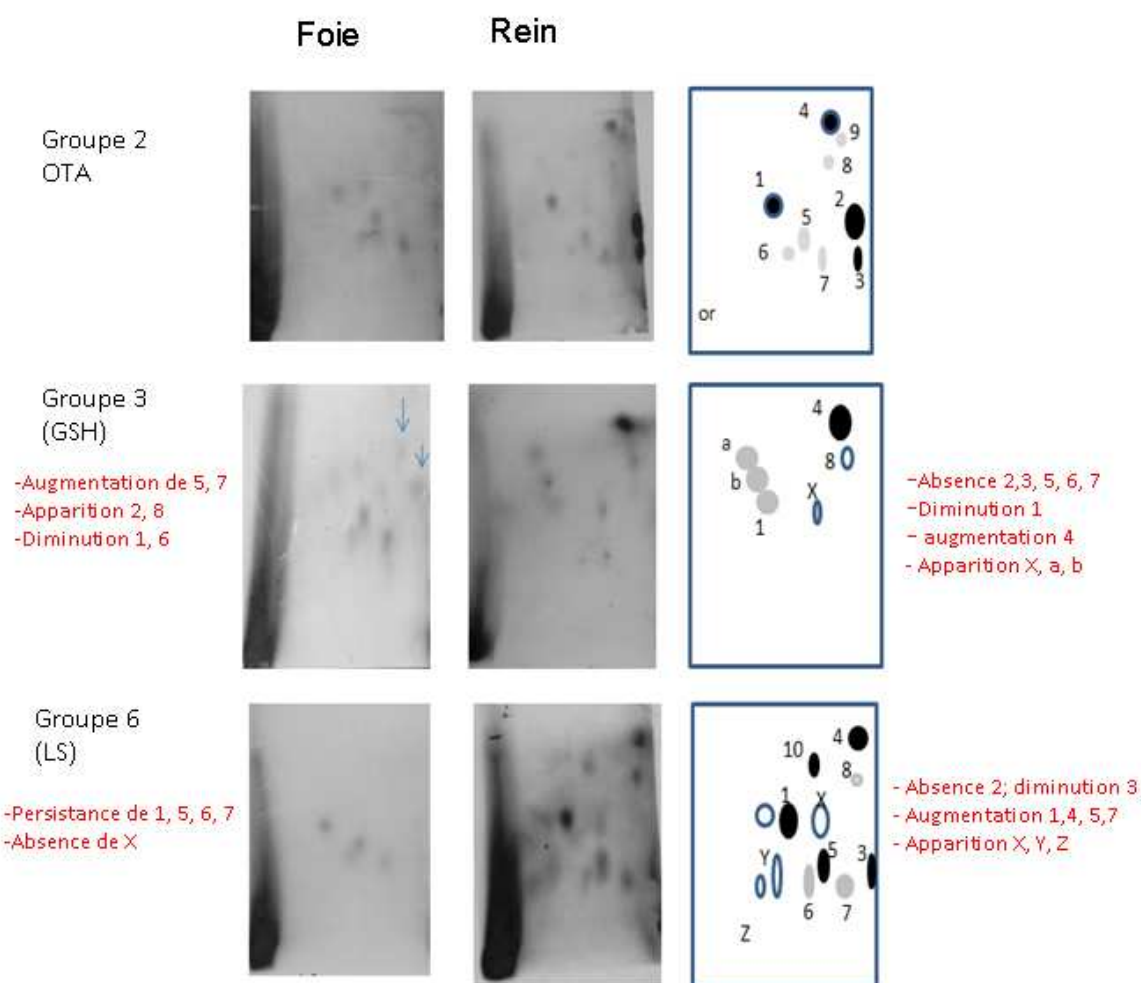 Foie
Rein
Groupe 2
OTA
4
9
8
1
2
5
6
7
3
or
Groupe 3
(GSH)
-Augmentation de 5, 7
-Apparition 2, 8
-Diminution 1, 6
4
a
8
b
X
1
-Absence 2,3, 5, 6, 7
-Diminution 1
- augmentation 4
- Apparition X, a, b
Groupe 6
(LS)
-Persistance de 1, 5, 6, 7
-Absence de X
4
10
8
1
X
Y
5
3
6
7
Z
- Absence 2; diminution 3
- Augmentation 1,4, 5,7
- Apparition X, Y, Z